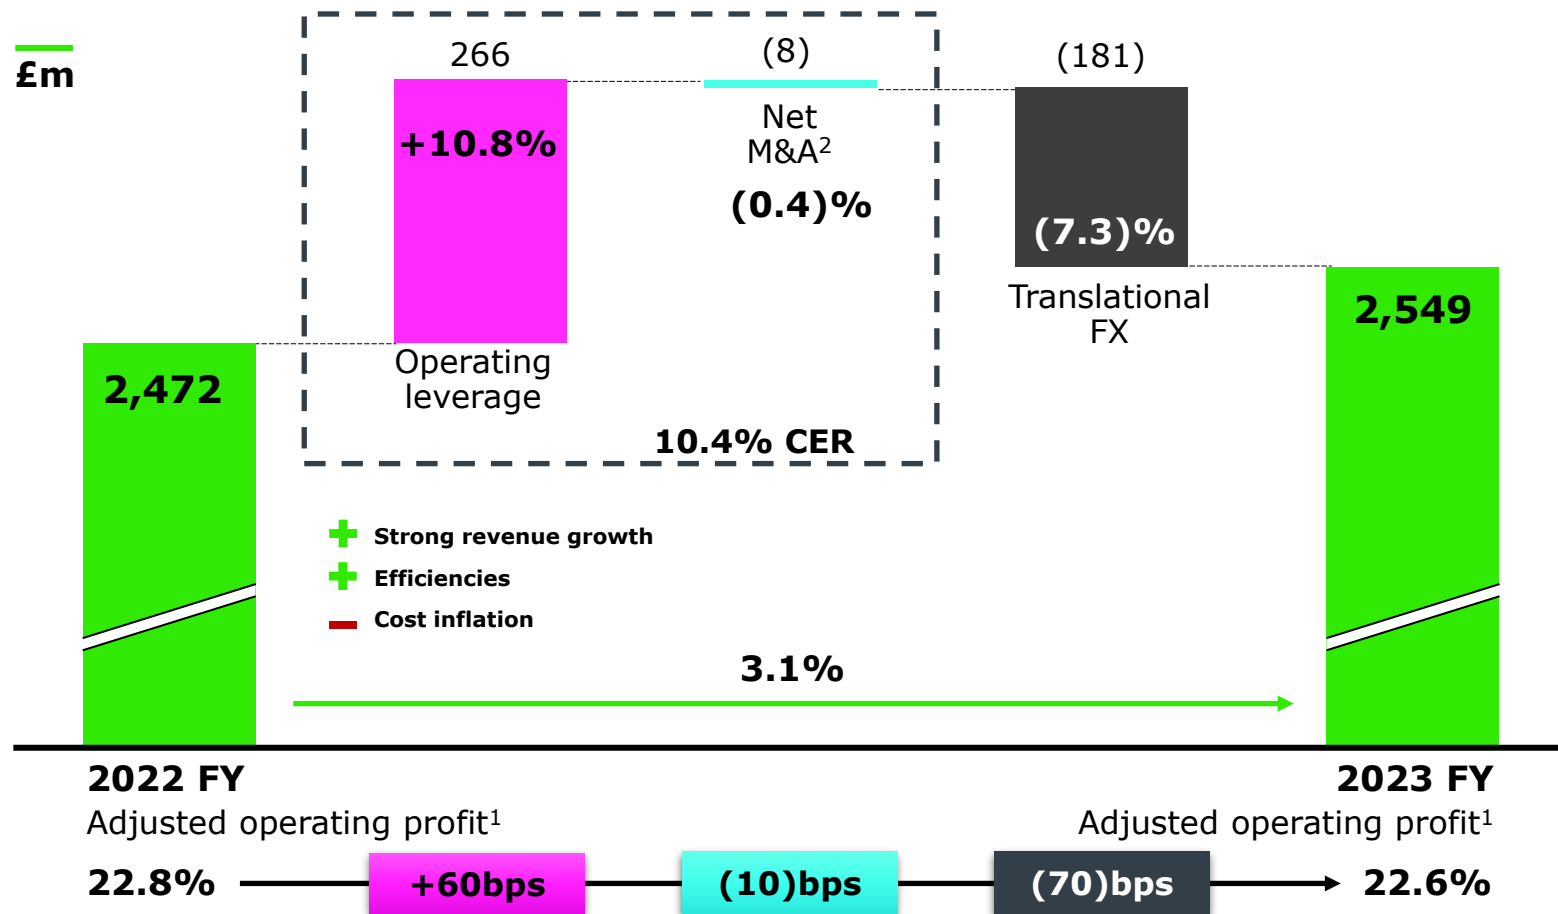 £m
266
(8)
(181)
+10.8%
Net
M&A²
(0.4)%
(7.3)%
Operating
leverage
Translational
FX
2,472
2,549
10.4% CER
Strong revenue growth
Efficiencies
Cost inflation
3.1%
2022 FY
2023 FY
Adjusted operating profit¹
Adjusted operating profit¹
22.8%
+60bps
(10)bps
(70)bps
22.6%